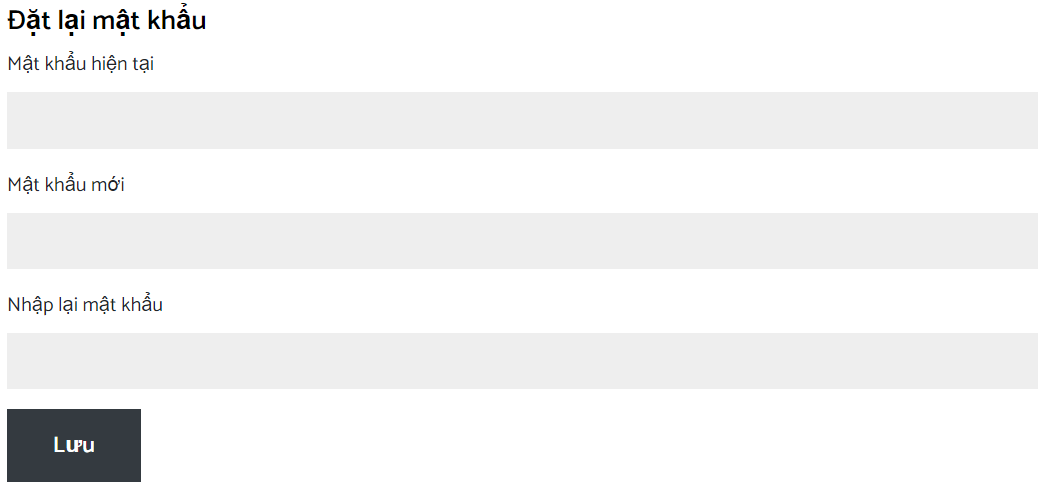 Đặt lại mật khẩu
Mật khẩu hiện tại
Mật khẩu mới
Nhập lại mật khẩu
Lưu